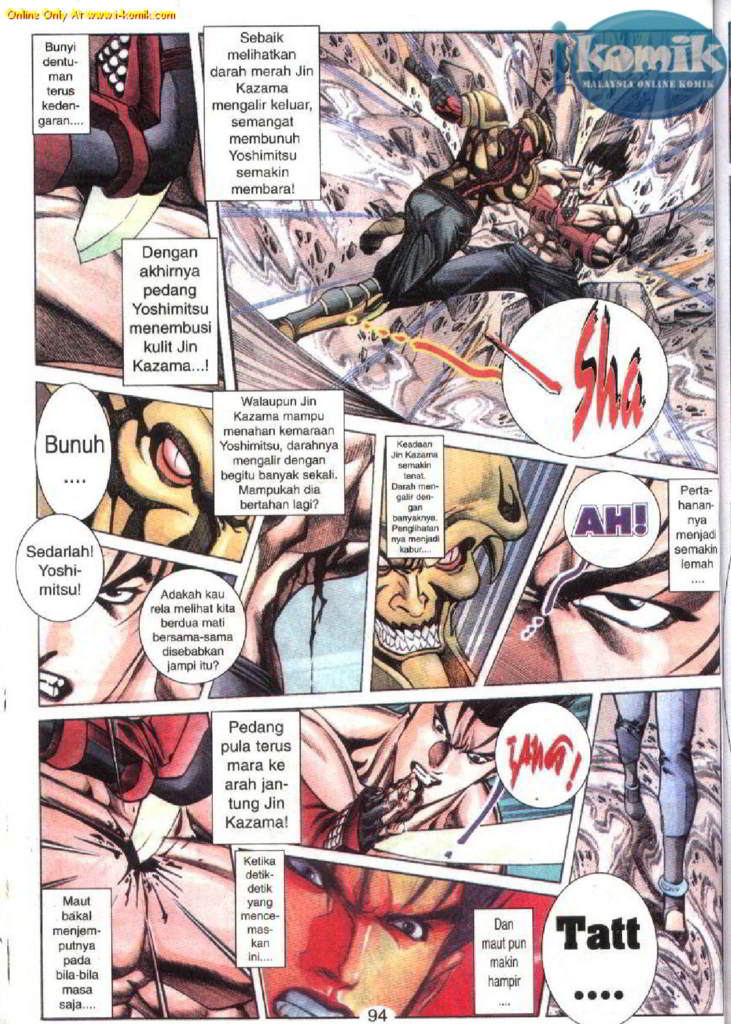 Online Only At www.i-komik.com
ikomik
MALAYSIA ONLINE KOMIK
Bunyi
dentu-
man
terus
keden-
garan....
Sebaik
melihatkan
darah merah Jin
Kazama
mengalir keluar,
semangat
membunuh
Yoshimitsu
semakin
membara!
Dengan
akhirnya
pedang
Yoshimitsu
menembusi
kulit Jin
Kazama...!
Sha
Bunuh
....
Walaupun Jin
Kazama mampu
menahan kemaraan
Yoshimitsu, darahnya
mengalir dengan
begitu banyak sekali.
Mampukah dia
bertahan lagi?
Keadaan
Jin Kazama
semakin
tenat.
Darah men-
galir den-
gan
banyaknya.
Penglihatan
nya menjadi
kabur....
AH!
Perta-
hanan-
nya
menjadi
semakin
lemah
....
Sedarlah!
Yoshi-
mitsu!
Adakah kau
rela melihat kita
berdua mati
bersama-sama
disebabkan
jampi itu?
Pedang
pula terus
mara ke
arah jan-
tung Jin
Kazama!
Maut
bakal
menjem-
putnya
pada
bila-bila
masa
saja....
Ketika
detik-
detik
yang
mence-
mas-
kan
ini....
Dan
maut pun
makin
hampir
....
Tatt
....
94